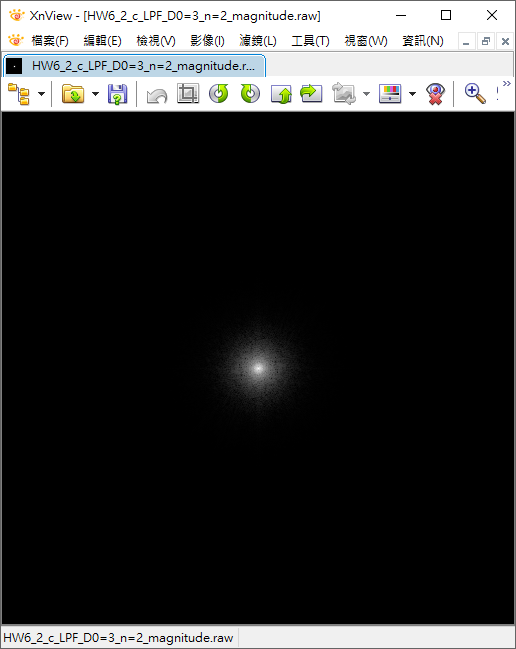 XnView - [HW6_2_c_LPF_D0=3_n=2_magnitude.raw]
檔案(F) 編輯(E) 檢視(V) 影像(I) 濾鏡(L) 工具(T) 視窗(W) 資訊(N)
HW6_2_c_LPF_D0=3_n=2_magnitude.r...
HW6_2_c_LPF_D0=3_n=2_magnitude.raw